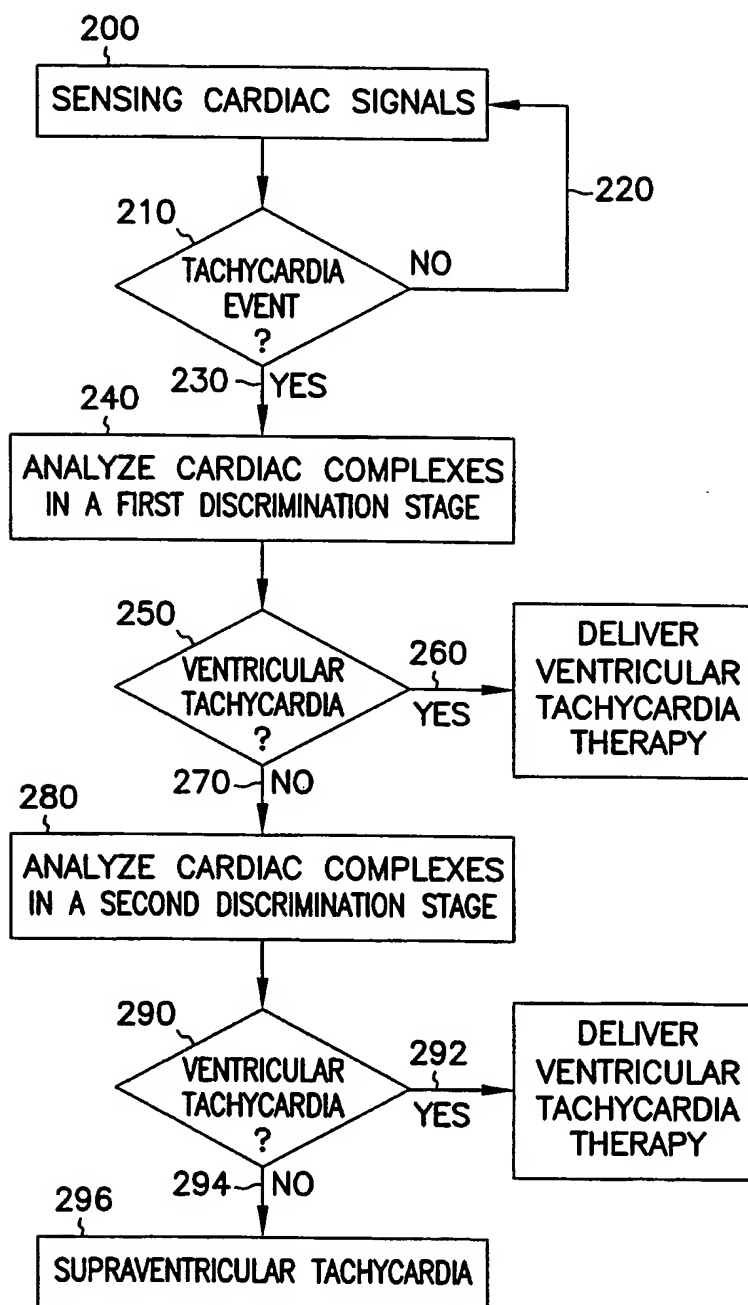 200
SENSING CARDIAC SIGNALS
220
210
TACHYCARDIA
EVENT
?
NO
230
YES
240
ANALYZE CARDIAC COMPLEXES
IN A FIRST DISCRIMINATION STAGE
250
VENTRICULAR
TACHYCARDIA
?
260
YES
DELIVER
VENTRICULAR
TACHYCARDIA
THERAPY
270
NO
280
ANALYZE CARDIAC COMPLEXES
IN A SECOND DISCRIMINATION STAGE
290
VENTRICULAR
TACHYCARDIA
?
292
YES
DELIVER
VENTRICULAR
TACHYCARDIA
THERAPY
294
NO
296
SUPRAVENTRICULAR TACHYCARDIA